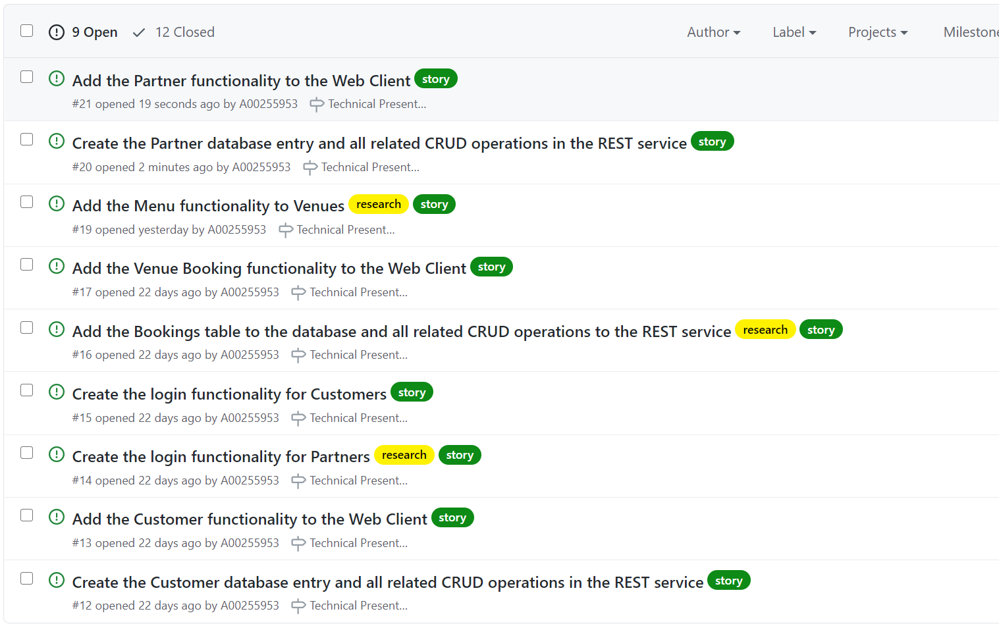 9 Open 12 Closed Author Label Projects Milestone
Add the Partner functionality to the Web Client story
#21 opened 19 seconds ago by A00255953 Technical Present...
Create the Partner database entry and all related CRUD operations in the REST service story
#20 opened 2 minutes ago by A00255953 Technical Present...
Add the Menu functionality to Venues research story
#19 opened yesterday by A00255953 Technical Present...
Add the Venue Booking functionality to the Web Client story
#17 opened 22 days ago by A00255953 Technical Present...
Add the Bookings table to the database and all related CRUD operations to the REST service research story
#16 opened 22 days ago by A00255953 Technical Present...
Create the login functionality for Customers story
#15 opened 22 days ago by A00255953 Technical Present...
Create the login functionality for Partners research story
#14 opened 22 days ago by A00255953 Technical Present...
Add the Customer functionality to the Web Client story
#13 opened 22 days ago by A00255953 Technical Present...
Create the Customer database entry and all related CRUD operations in the REST service story
#12 opened 22 days ago by A00255953 Technical Present...